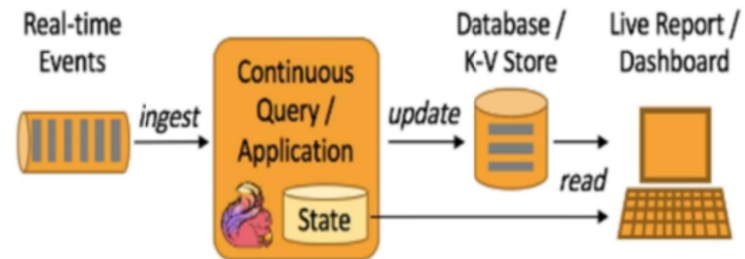 Real-time
Events
ingest
Continuous
Query /
Application
State
update
Database /
K-V Store
read
Live Report /
Dashboard